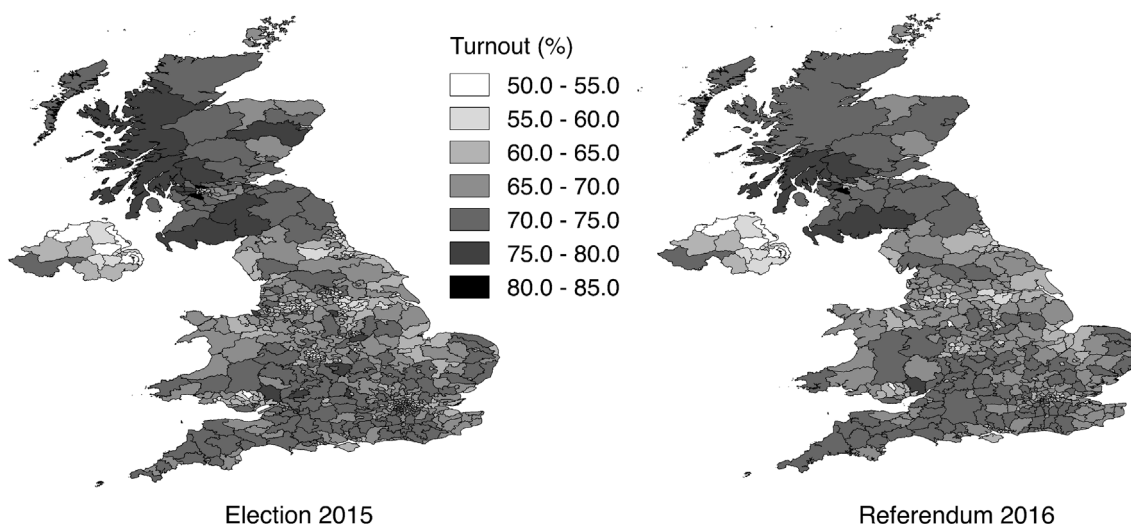 Turnout (%)
50.0 - 55.0
55.0 - 60.0
60.0 - 65.0
65.0 - 70.0
70.0 - 75.0
75.0 - 80.0
80.0 - 85.0
Election 2015
Referendum 2016